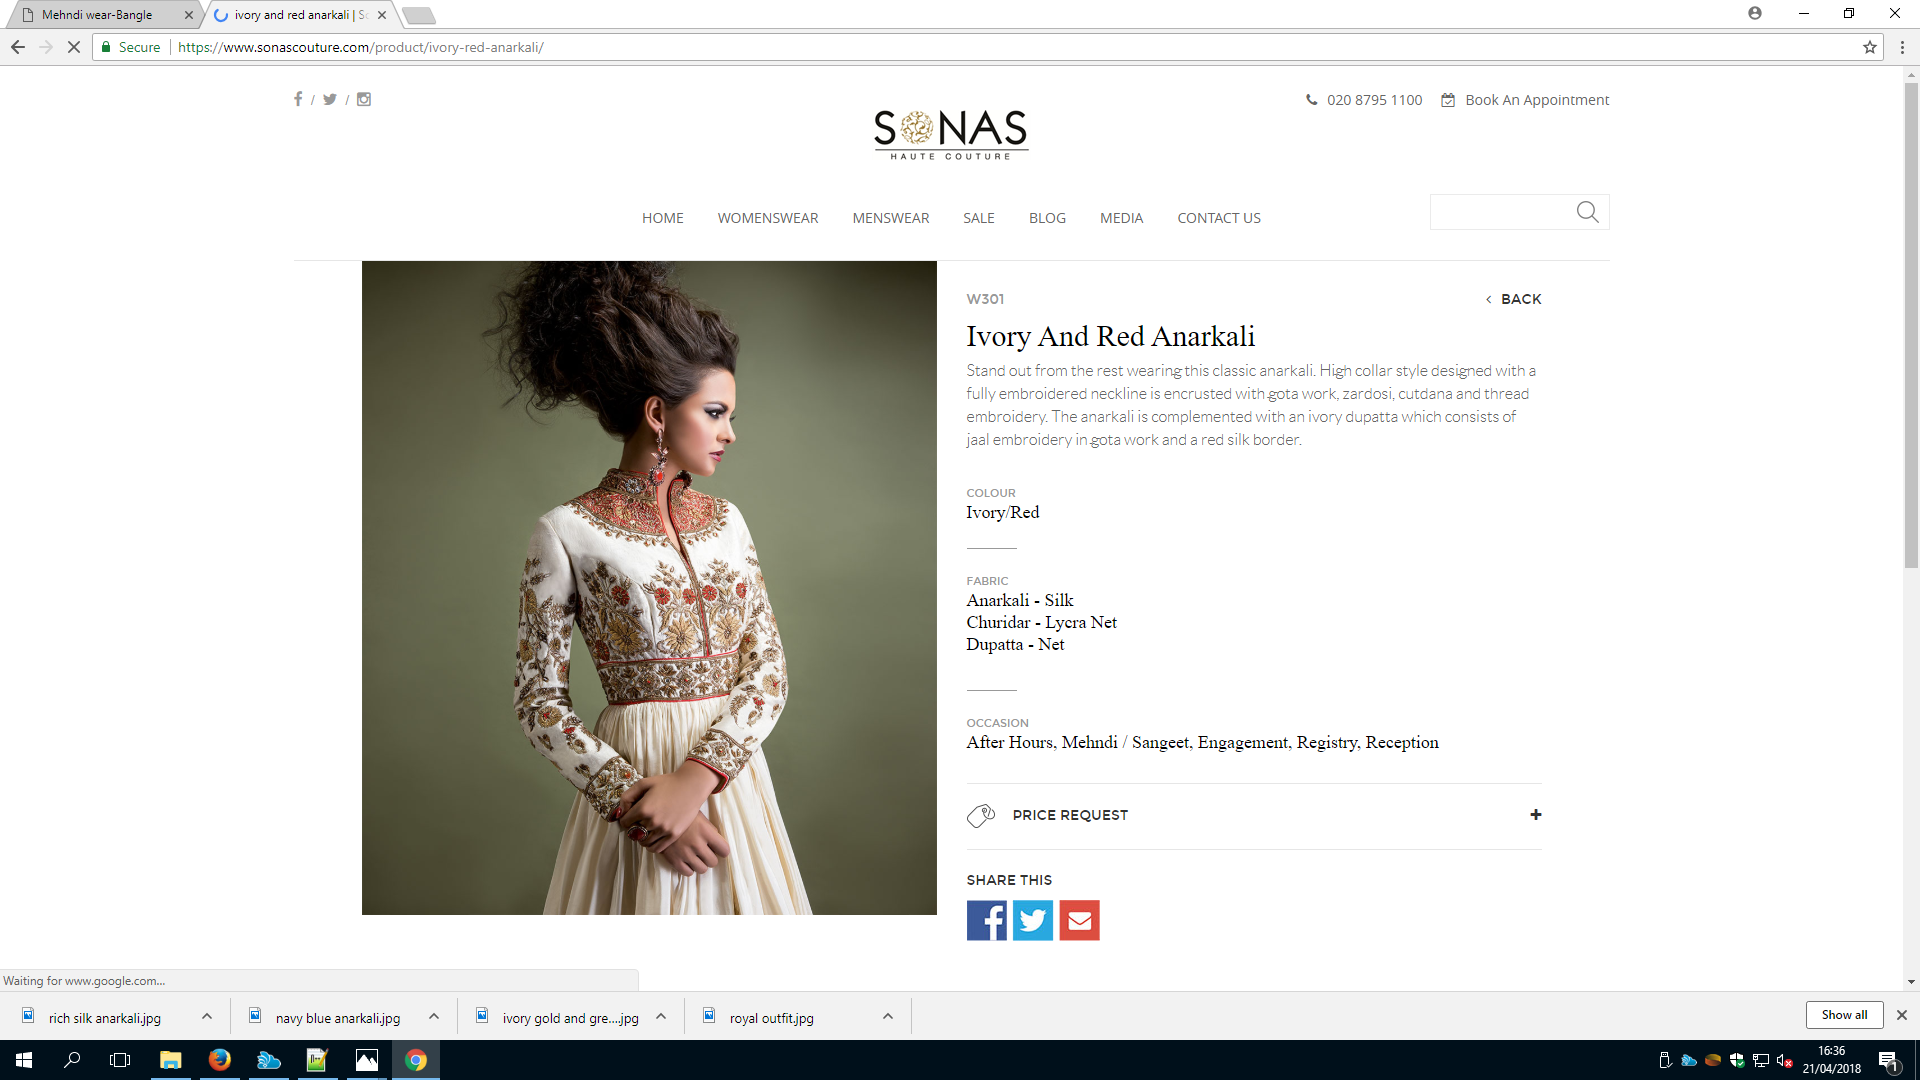 Mehndi wear-Bangle
ivory and red anarkali | So
Secure
https://www.sonascouture.com/product/ivory-red-anarkali/
/ /
020 8795 1100
Book An Appointment
SONAS
HAUTE COUTURE
HOME WOMENSWEAR MENSWEAR SALE BLOG MEDIA CONTACT US
W301
BACK
Ivory And Red Anarkali
Stand out from the rest wearing this classic anarkali. High collar style designed with a
fully embroidered neckline is encrusted with gota work, zardosi, cutdana and thread
embroidery. The anarkali is complemented with an ivory dupatta which consists of
jaal embroidery in gota work and a red silk border.
COLOUR
Ivory/Red
FABRIC
Anarkali - Silk
Churidar - Lycra Net
Dupatta - Net
OCCASION
After Hours, Mehndi / Sangeet, Engagement, Registry, Reception
PRICE REQUEST
SHARE THIS
Waiting for www.google.com...
rich silk anarkali.jpg
navy blue anarkali.jpg
ivory gold and gre....jpg
royal outfit.jpg
Show all
16:36
21/04/2018
1